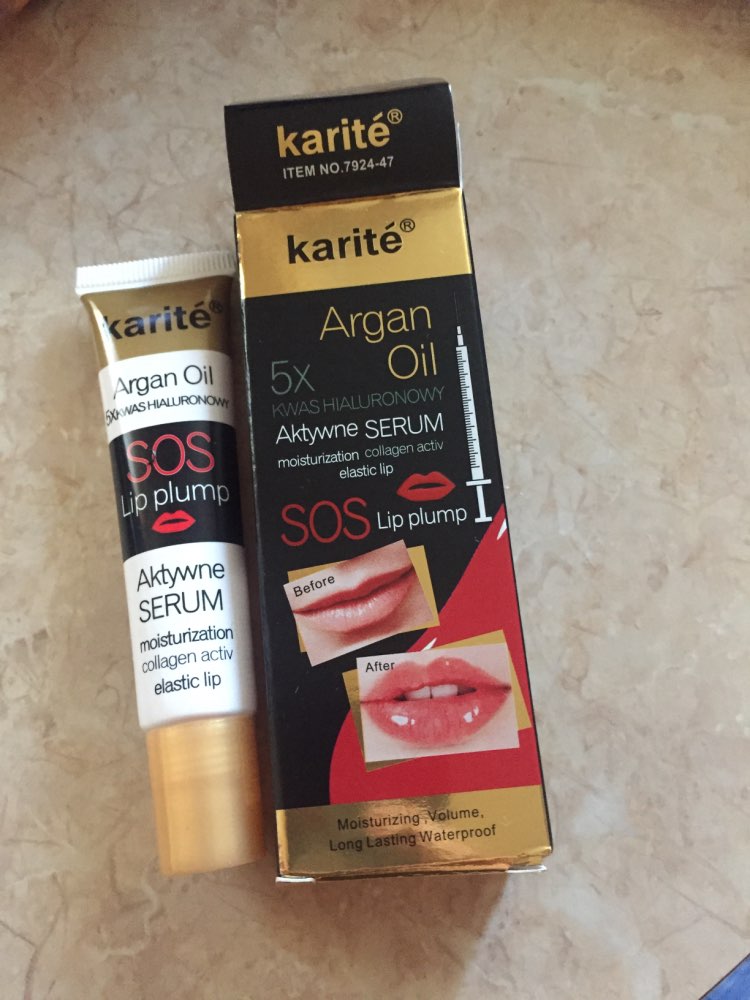 karité®
ITEM NO.7924-47
karité®
Argan
Oil
5X
KWAS HIALURONOWY
Aktywne SERUM
moisturization collagen activ
elastic lip
SOS Lip plump
Before
After
Moisturizing ,Volume,
Long Lasting Waterproof
karité®
Argan Oil
5XKWAS HIALURONOWY
SOS
Lip plump
Aktywne
SERUM
moisturization
collagen activ
elastic lip